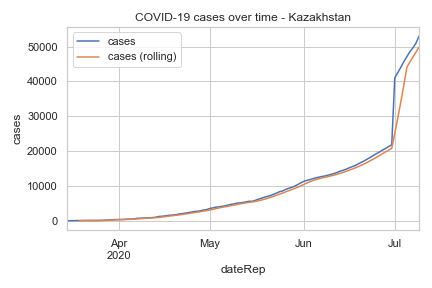 COVID-19 cases over time - Kazakhstan
cases
cases (rolling)
50000
40000
30000
20000
10000
0
cases
Apr
2020
May
Jun
Jul
dateRep